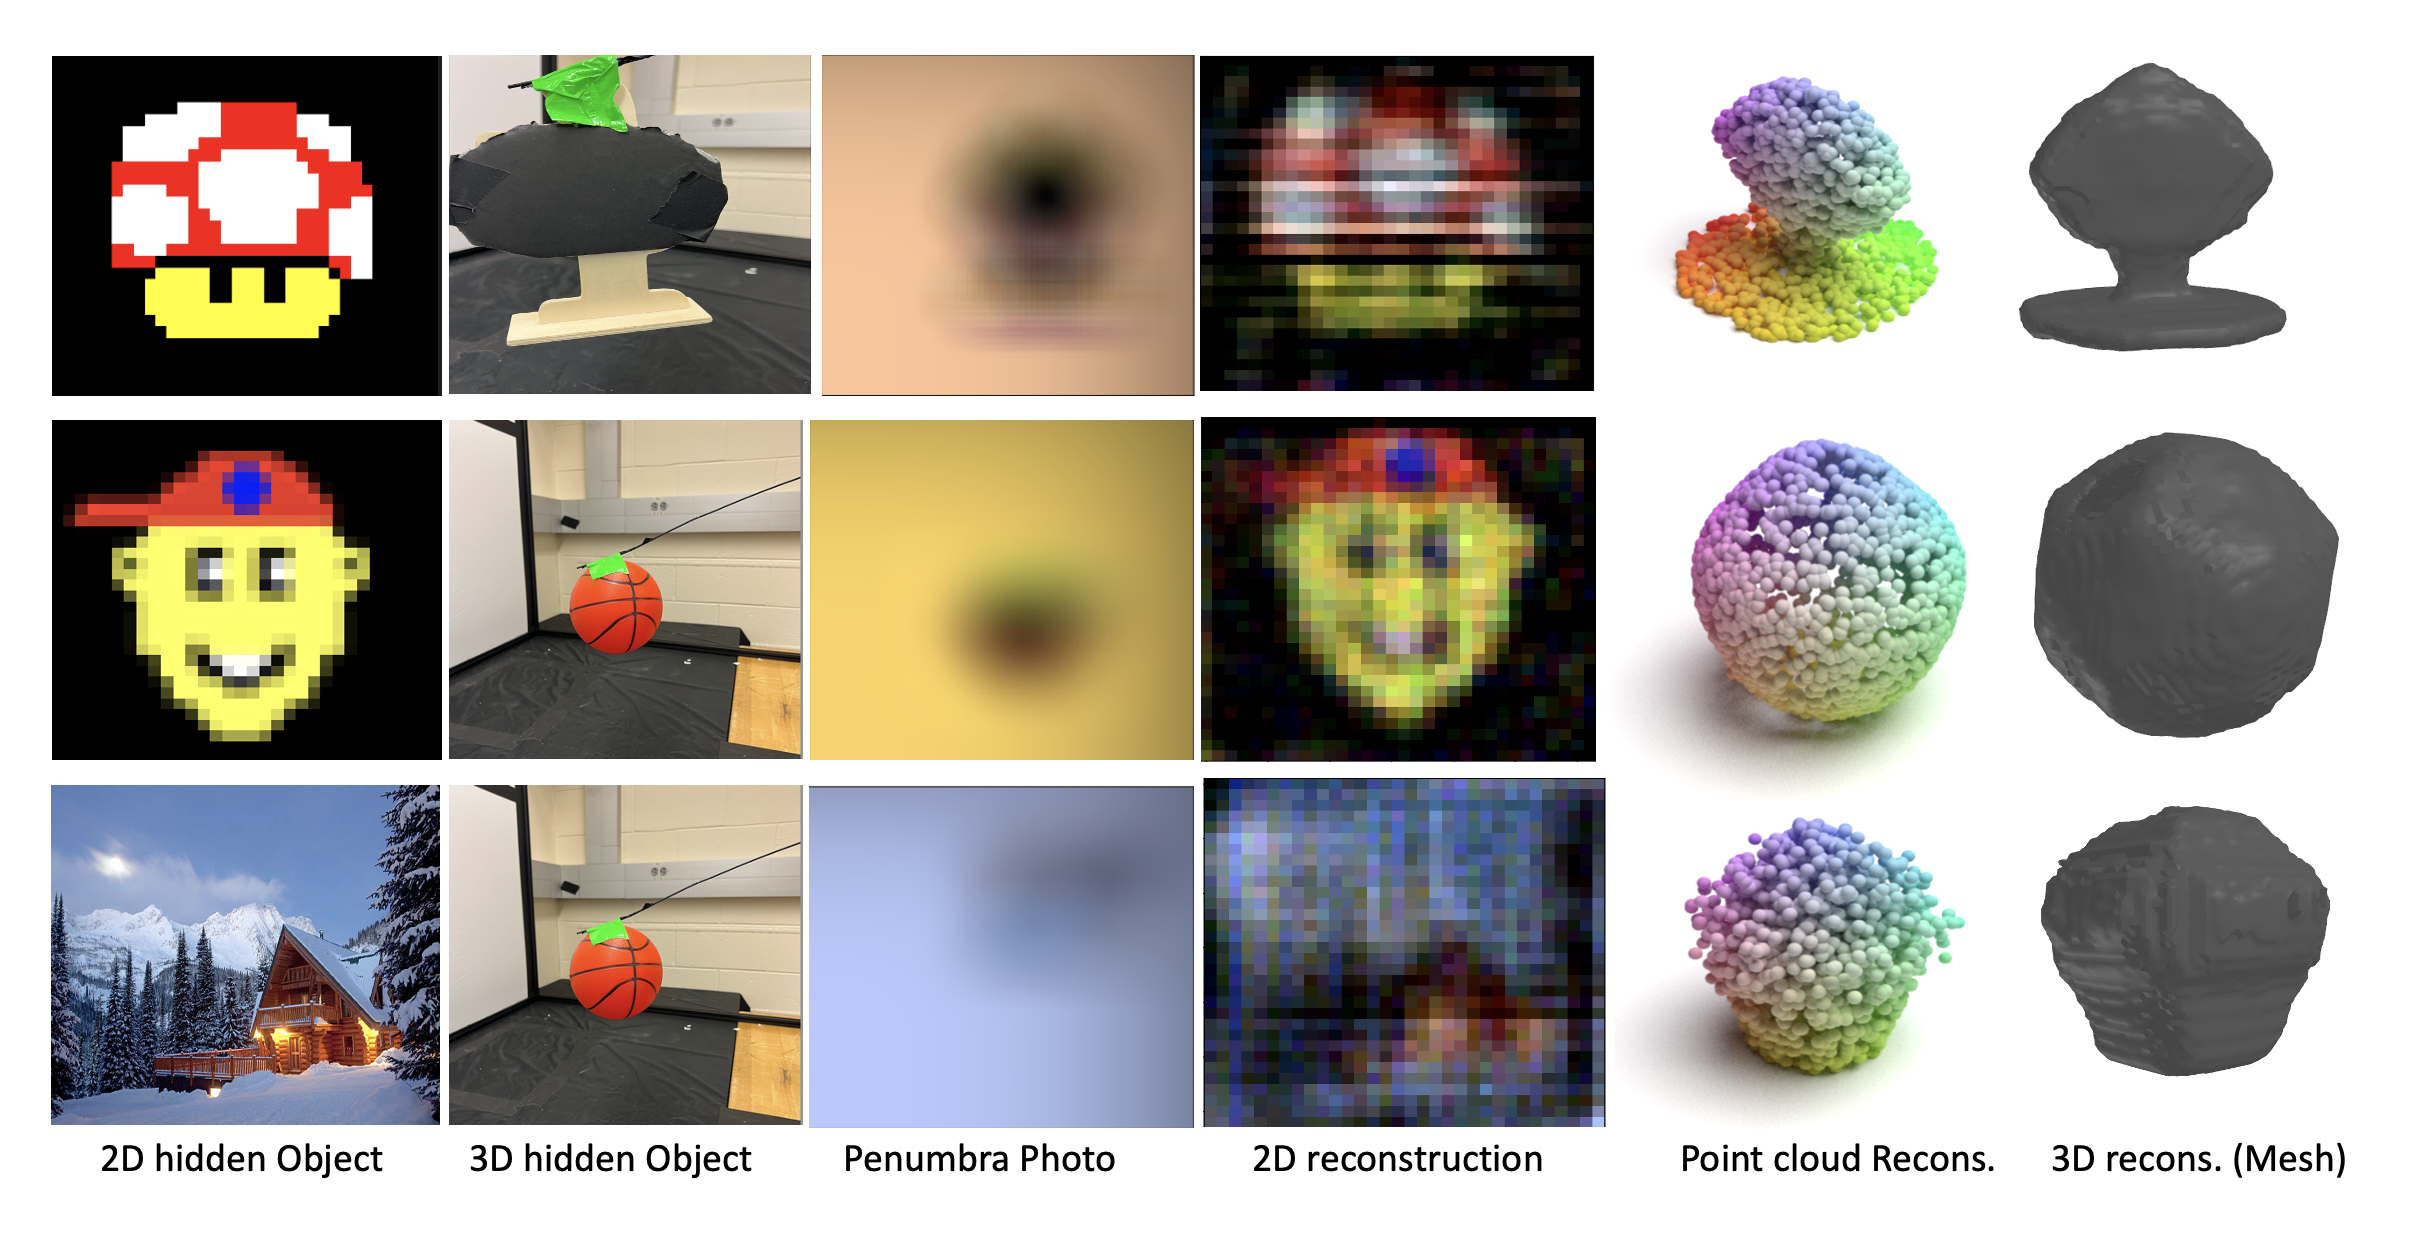 2D hidden Object
3D hidden Object
Penumbra Photo
2D reconstruction
Point cloud Recons.
3D recons. (Mesh)